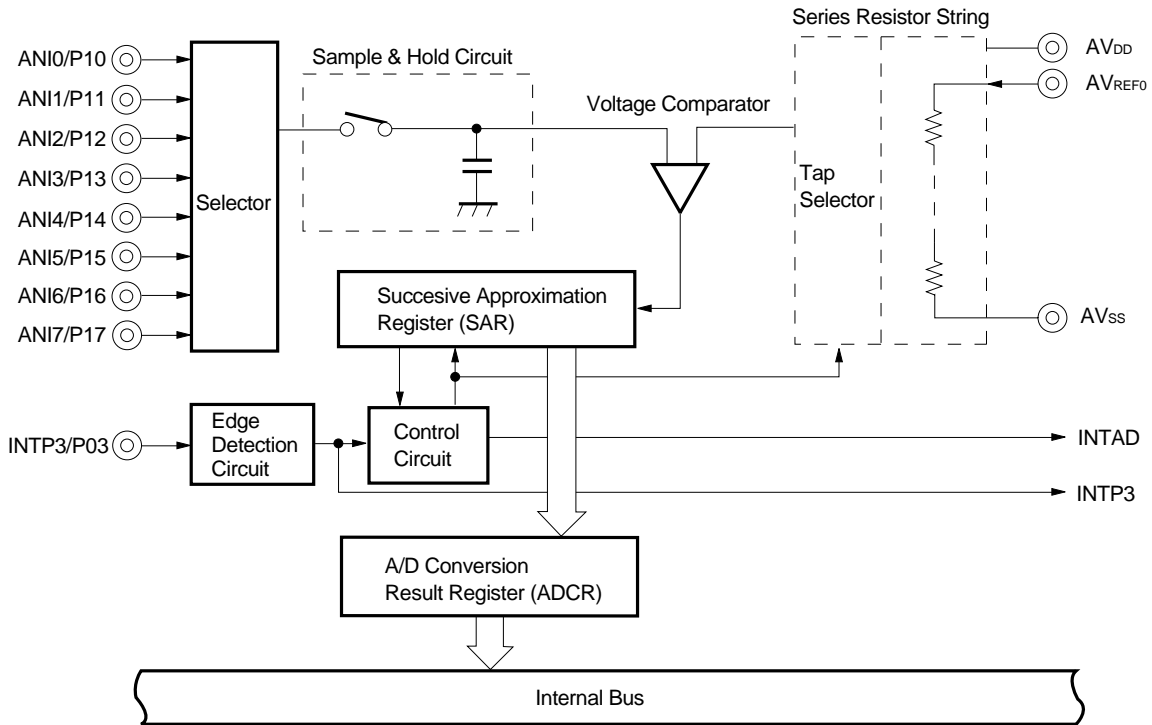 Series Resistor String
ANI0/P10
ANI1/P11
ANI2/P12
ANI3/P13
ANI4/P14
ANI5/P15
ANI6/P16
ANI7/P17
Selector
Sample & Hold Circuit
Voltage Comparator
Tap
Selector
AVDD
AVREF0
AVSS
Succesive Approximation
Register (SAR)
INTP3/P03
Edge
Detection
Circuit
Control
Circuit
INTAD
INTP3
A/D Conversion
Result Register (ADCR)
Internal Bus